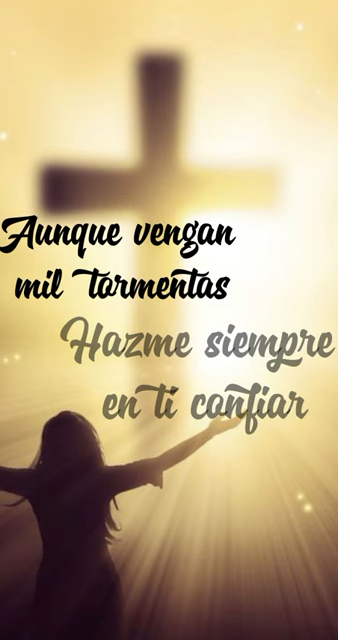 Aunque vengan
mil tormentas
Hazme siempre
en ti confiar